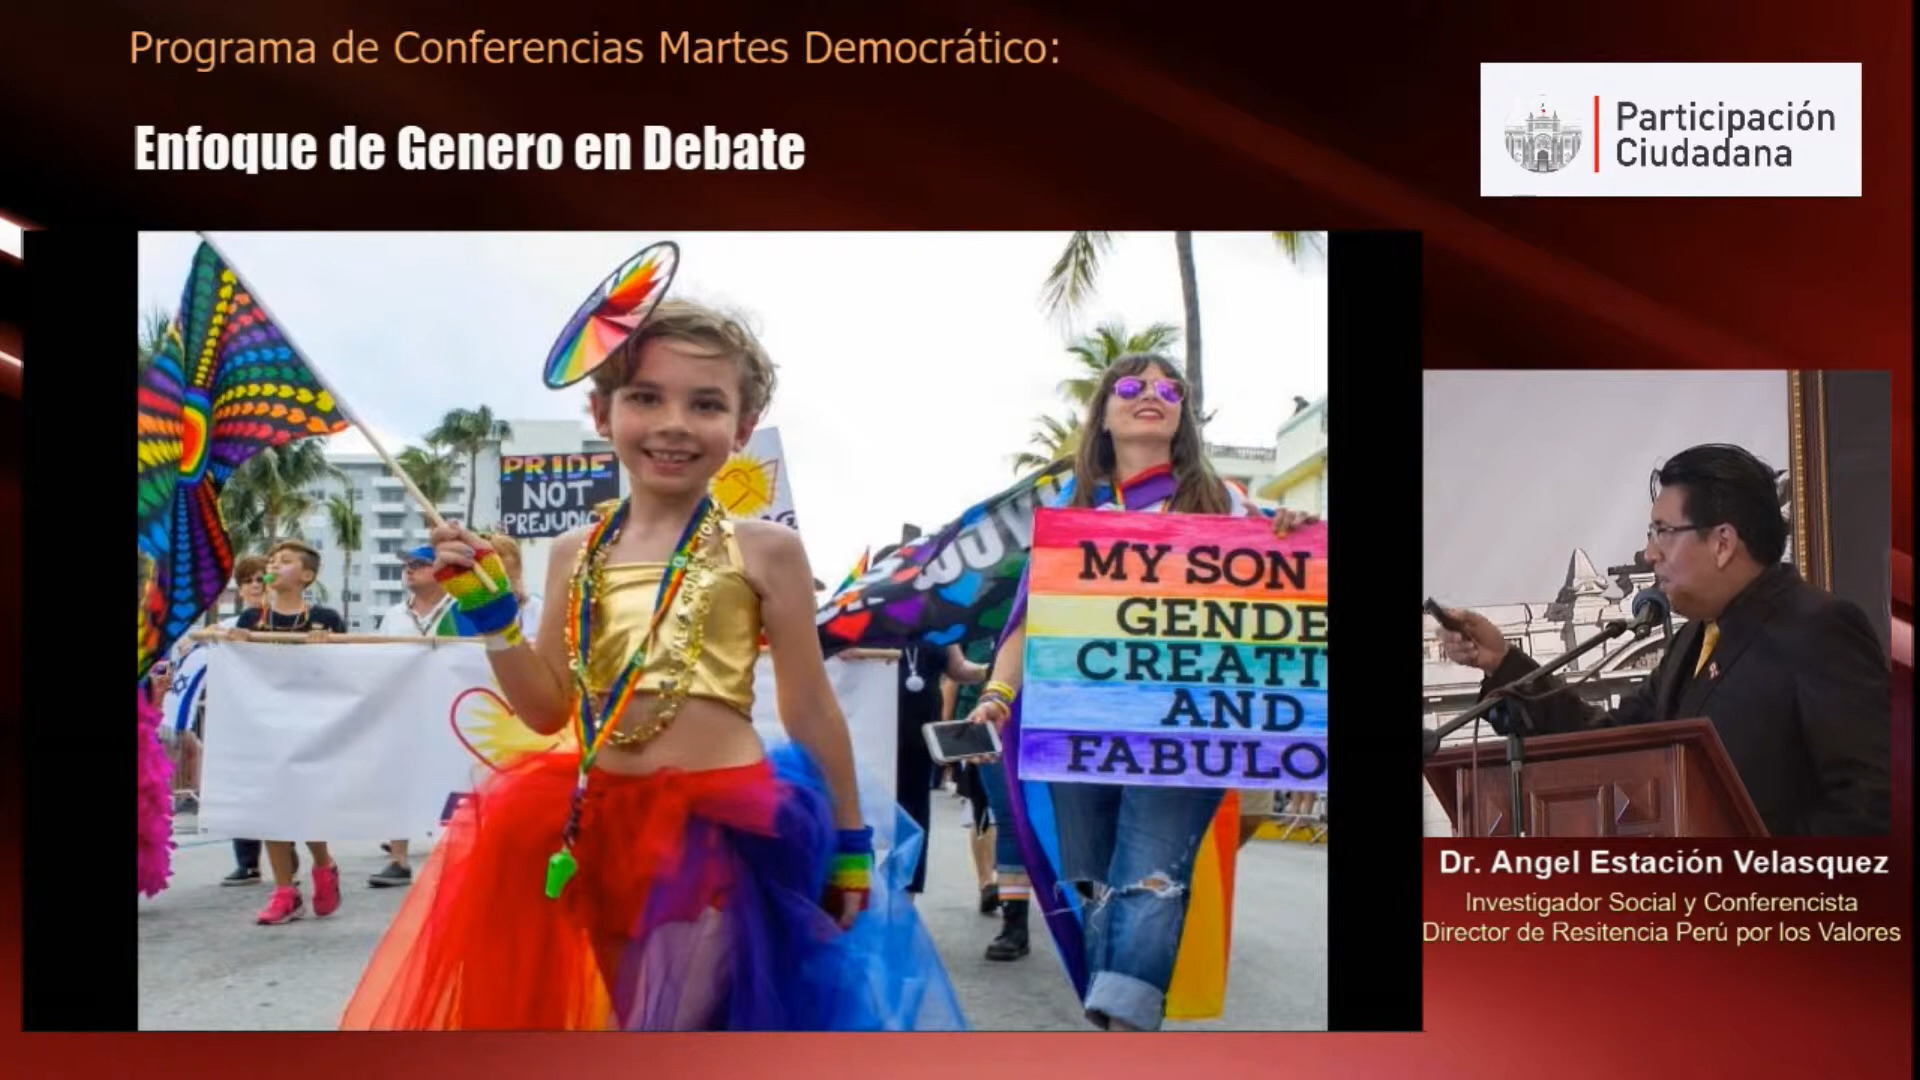 Programa de Conferencias Martes Democrático:
Enfoque de Genero en Debate
Participación
Ciudadana
PRIDE
NOT
MY SON
GENDE
CREATI
AND
FABULO
Dr. Angel Estación Velasquez
Investigador Social y Conferencista
Director de Resitencia Perú por los Valores